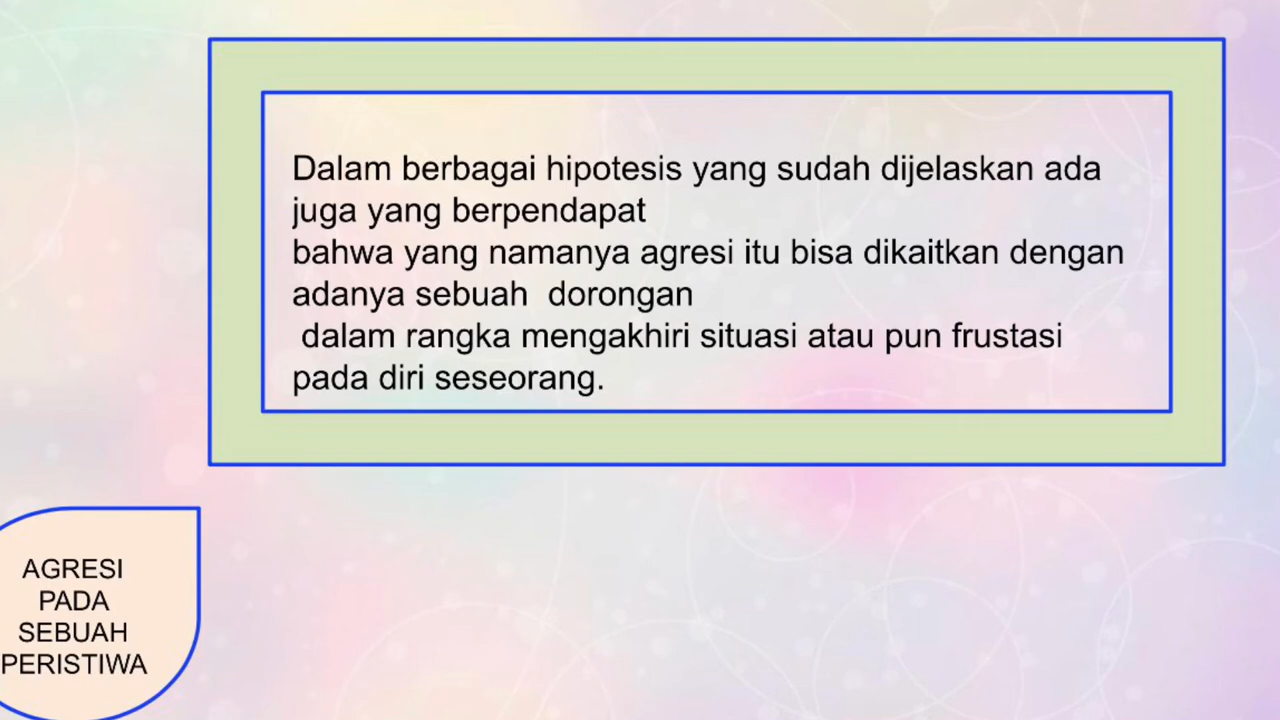 Dalam berbagai hipotesis yang sudah dijelaskan ada
juga yang berpendapat
bahwa yang namanya agresi itu bisa dikaitkan dengan
adanya sebuah  dorongan
dalam rangka mengakhiri situasi atau pun frustasi
pada diri seseorang.
AGRESI
PADA
SEBUAH
PERISTIWA